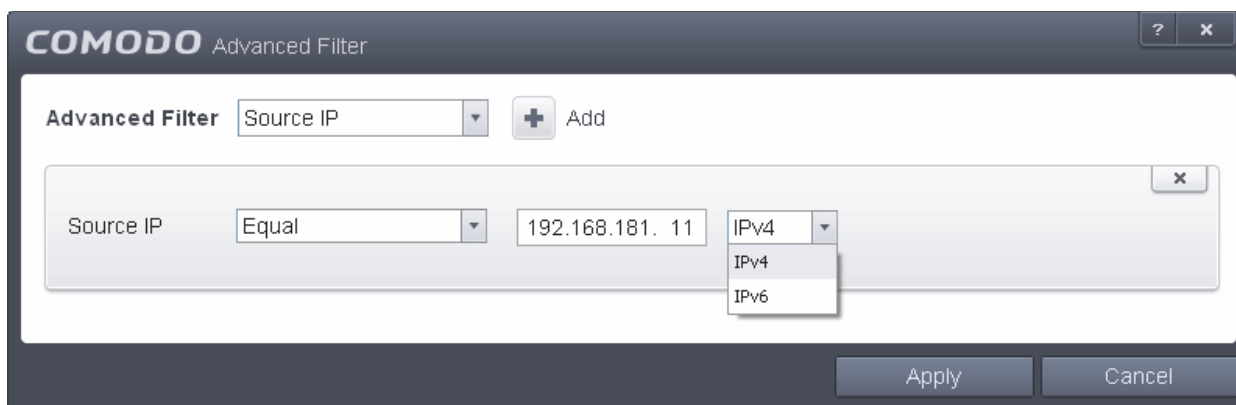 COMODO Advanced Filter ? x
Advanced Filter Source IP + Add
x
Source IP Equal 192.168.181. 11 IPv4
IPv4
IPv6
Apply Cancel